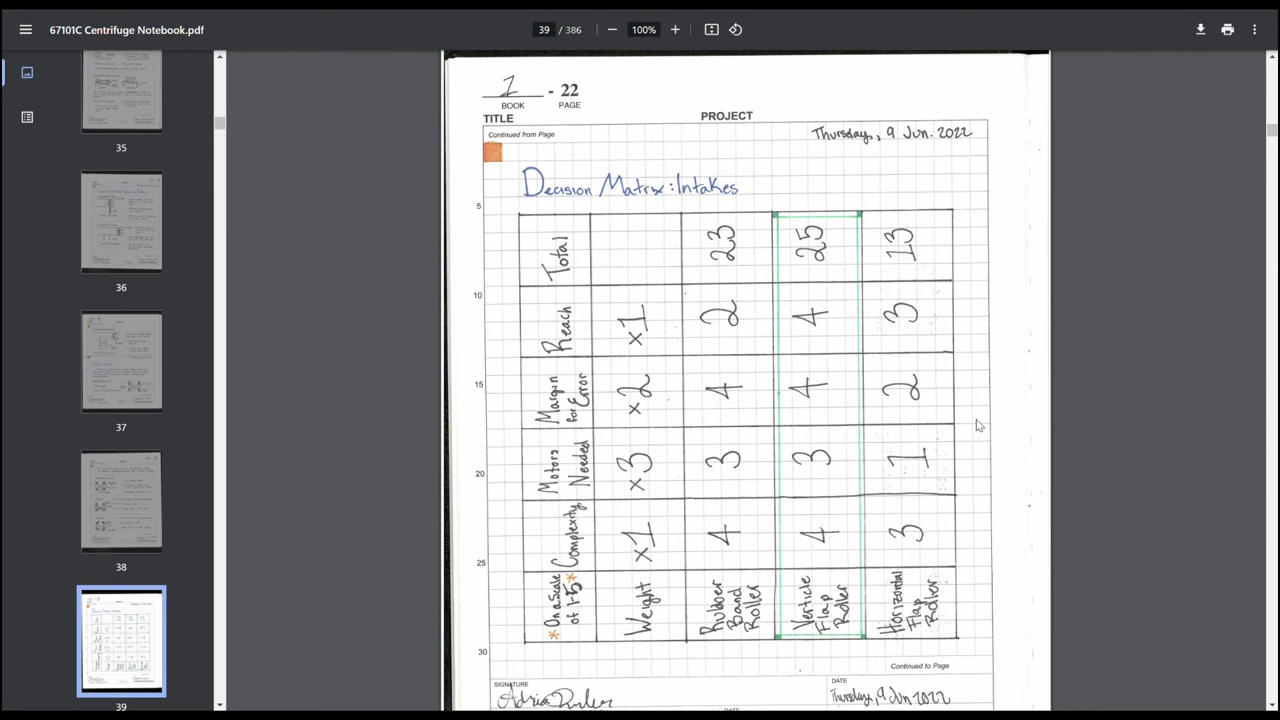 67101C Centrifuge Notebook.pdf
39 / 386
100%
35
36
37
38
39
1 - 22
BOOK PAGE
TITLE PROJECT
Continued from Page
Thursday, 9 Jun. 2022
Decision Matrix: Intakes
5
10
15
20
25
30
*On a Scale of 1-5* Complexity Motors Needed Margin for Error Reach Total
Weight x1 x3 x2 x1
Rubber Band Roller 4 3 4 2 23
Verticle Flap Roller 4 3 4 4 25
Horizontal Flap Roller 3 1 2 3 13
Continued to Page
SIGNATURE
DATE
Thursday, 9 Jun 2022
DATE